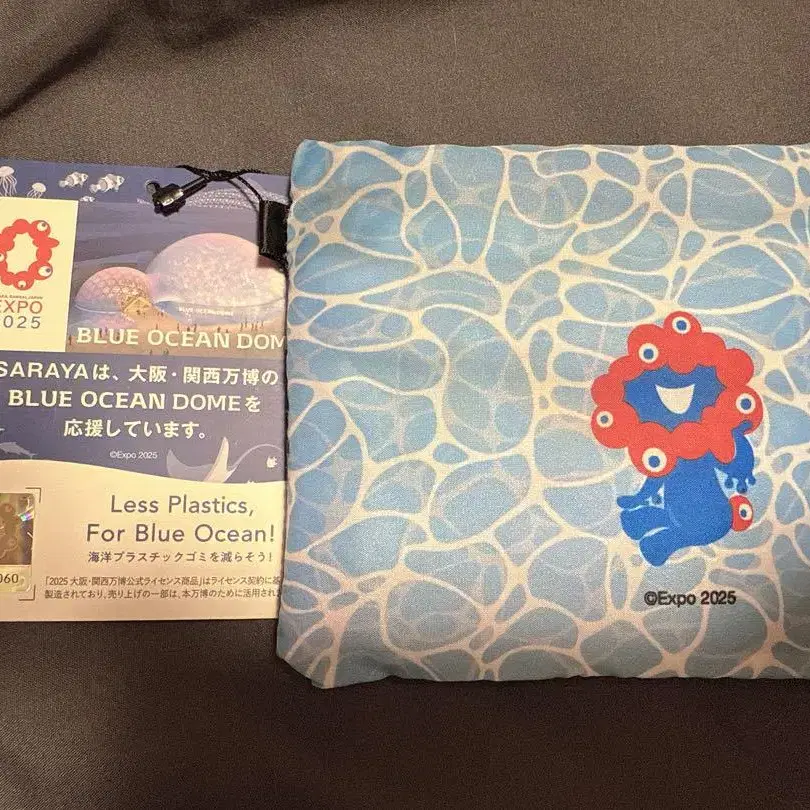 EXPO
2025
BLUE OCEAN DOM
SARAYAは、大阪・関西万博の
BLUE OCEAN DOMEを
応援しています。
©Expo 2025
Less Plastics,
For Blue Ocean!
海洋プラスチックゴミを減らそう!
060
「2025 大阪・関西万博公式ライセンス商品」はライセンス契約に基
製造されており、売り上げの一部は、本万博のために活用され
©Expo 2025